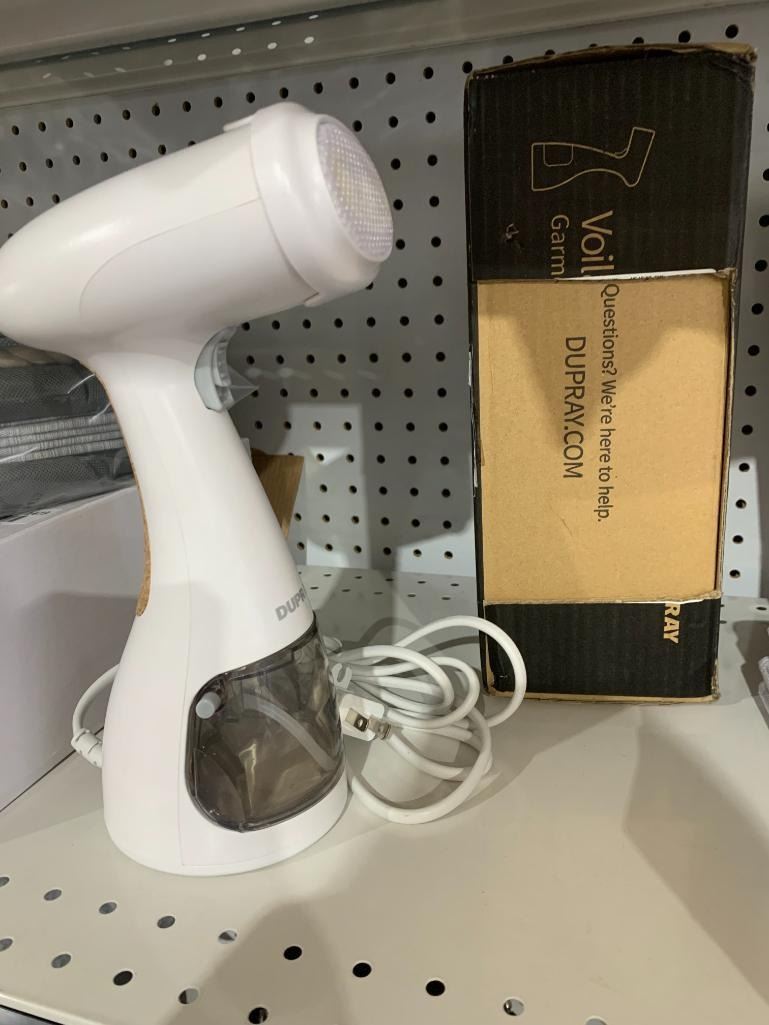 DUPR
Voil
Garm
Questions? We're here to help.
DUPRAY.COM
RAY